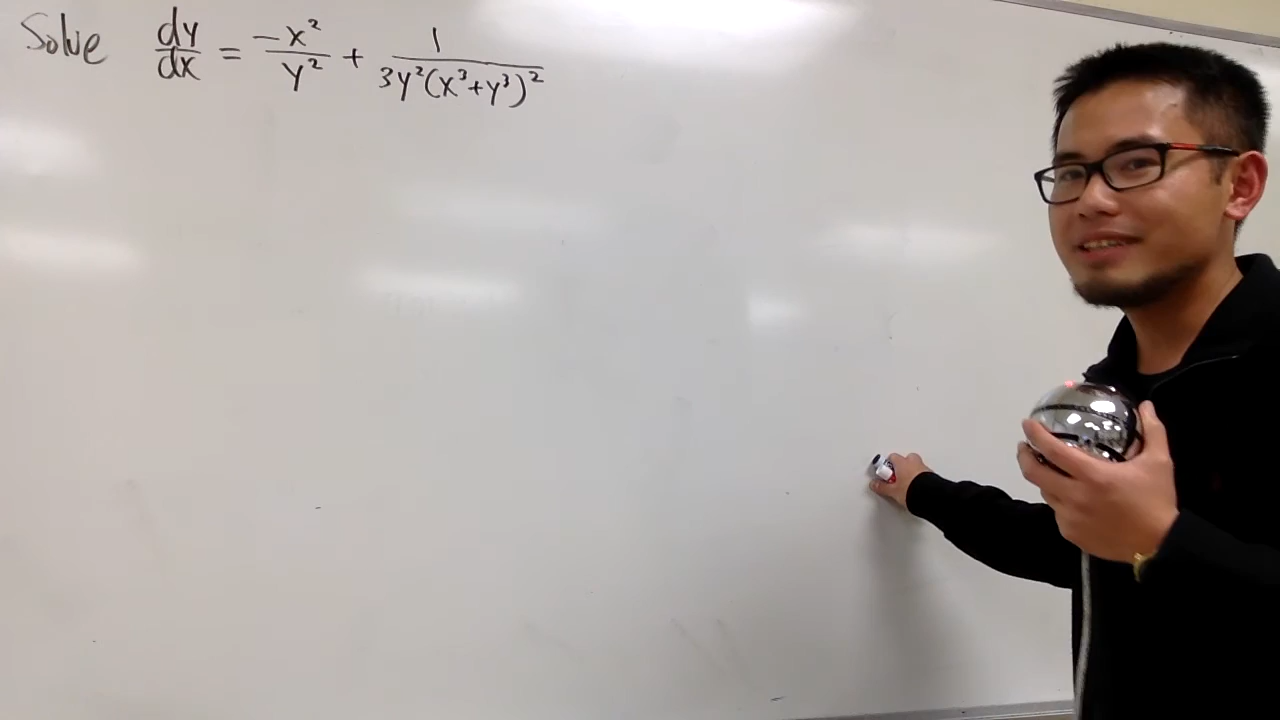 Solve dy/dx = -x²/y² + 1/(3y²(x³+y³)²)